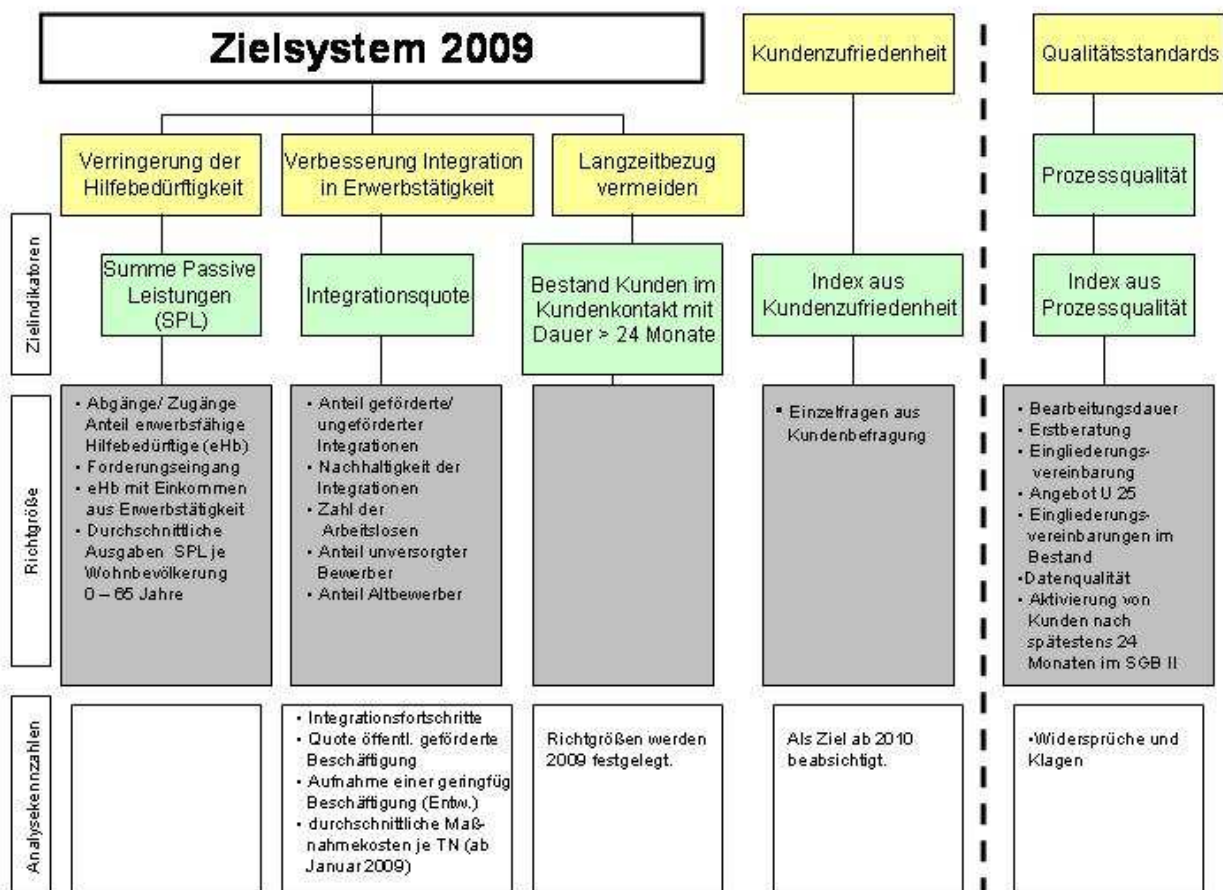 Zielsystem 2009
Kundenzufriedenheit
Qualitätsstandards
Verringerung der
Hilfebedürftigkeit
Verbesserung Integration
in Erwerbstätigkeit
Langzeitbezug
vermeiden
Prozessqualität
Zielindikatoren
Summe Passive
Leistungen
(SPL)
Integrationsquote
Bestand Kunden im
Kundenkontakt mit
Dauer > 24 Monate
Index aus
Kundenzufriedenheit
Index aus
Prozessqualität
Richtgröße
• Abgänge/ Zugänge
Anteil erwerbsfähige
Hilfebedürftige (eHb)
• Forderungseingang
• eHb mit Einkommen
aus Erwerbstätigkeit
• Durchschnittliche
Ausgaben SPL je
Wohnbevölkerung
0 – 65 Jahre
• Anteil geförderte/
ungeförderter
Integrationen
• Nachhaltigkeit der
Integrationen
• Zahl der
Arbeitslosen
• Anteil unversorgter
Bewerber
• Anteil Altbewerber
▪ Einzelfragen aus
Kundenbefragung
• Bearbeitungsdauer
• Erstberatung
• Eingliederungs-
vereinbarung
• Angebot U 25
• Eingliederungs-
vereinbarungen im
Bestand
•Datenqualität
• Aktivierung von
Kunden nach
spätestens 24
Monaten im SGB II
Analysekennzahlen
• Integrationsfortschritte
• Quote öffentl. geförderte
Beschäftigung
• Aufnahme einer geringfüg
Beschäftigung (Entw.)
• durchschnittliche Maß-
nahmekosten je TN (ab
Januar 2009)
Richtgrößen werden
2009 festgelegt.
Als Ziel ab 2010
beabsichtigt.
•Widersprüche und
Klagen